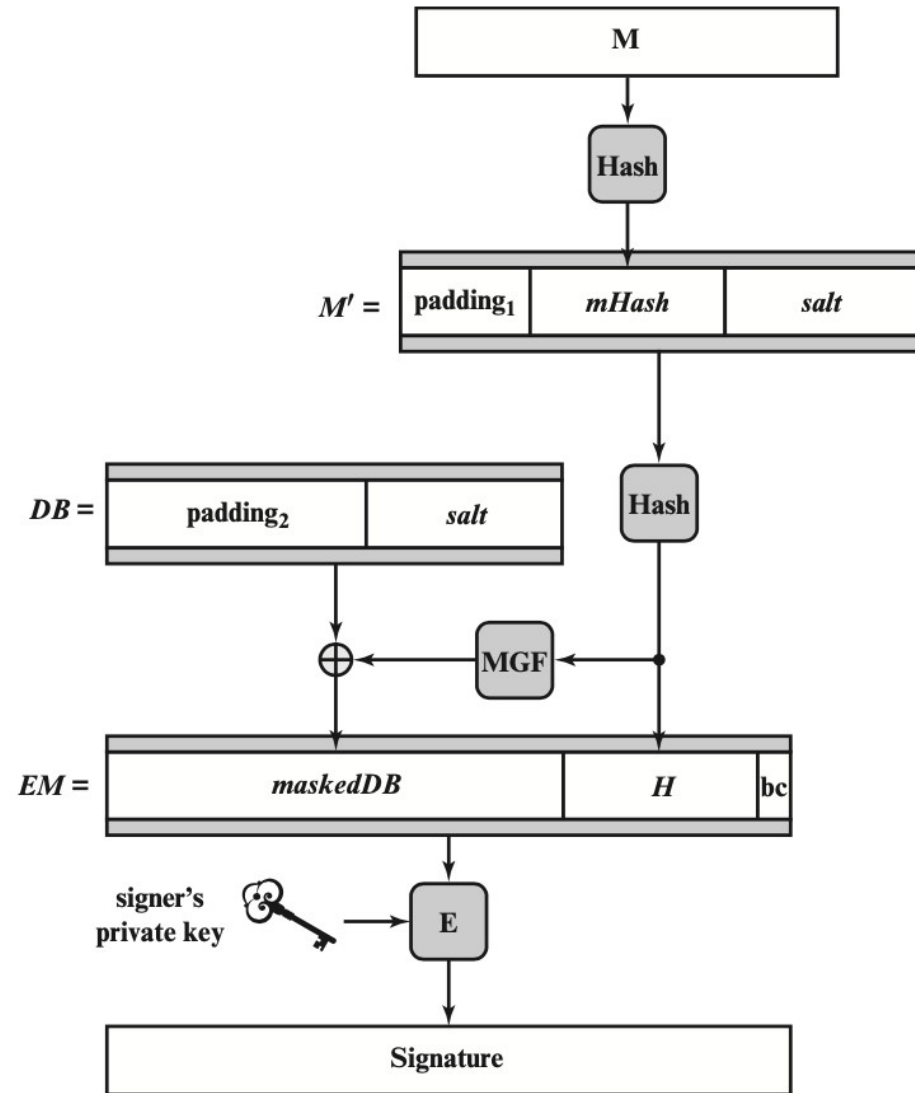 M
Hash
M′ = padding₁ mHash salt
DB = padding₂ salt
Hash
MGF
EM = maskedDB H bc
signer's
private key
E
Signature